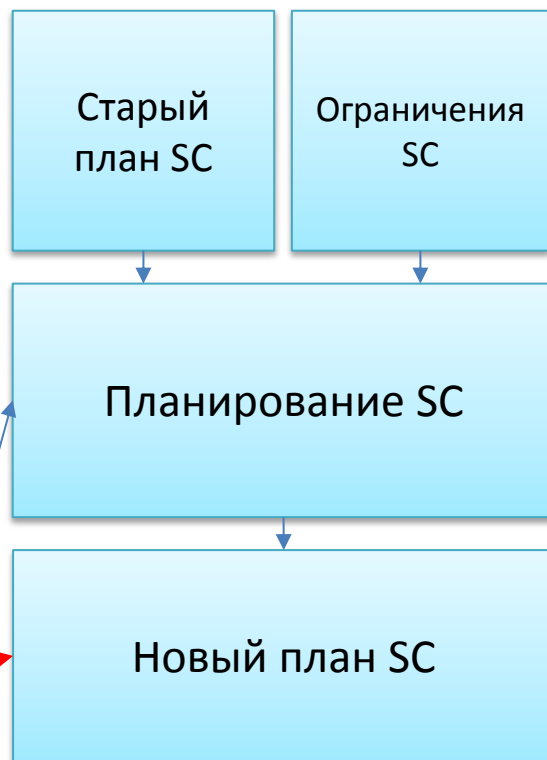 Старый
план SC
Ограничения
SC
Планирование SC
Новый план SC